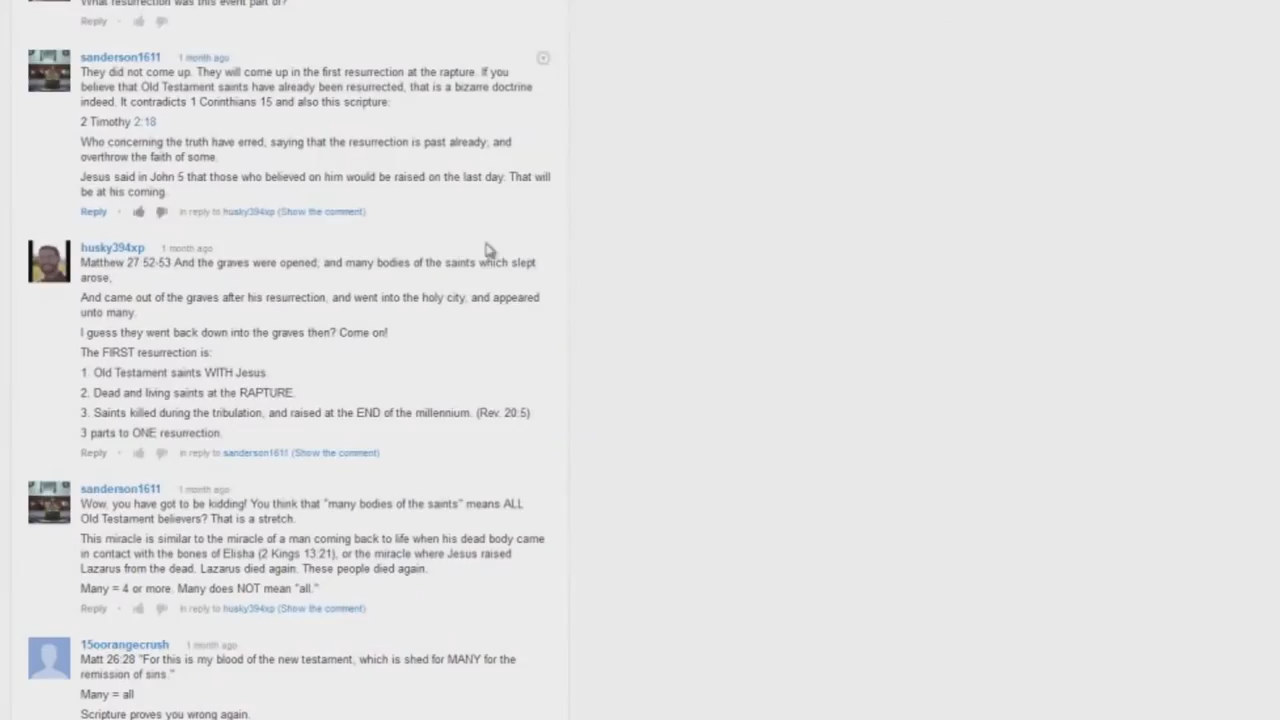 What resurrection was this event part of?
Reply
sanderson1611 1 month ago
They did not come up. They will come up in the first resurrection at the rapture. If you
believe that Old Testament saints have already been resurrected, that is a bizarre doctrine
indeed. It contradicts 1 Corinthians 15 and also this scripture:
2 Timothy 2:18
Who concerning the truth have erred, saying that the resurrection is past already; and
overthrow the faith of some.
Jesus said in John 5 that those who believed on him would be raised on the last day. That will
be at his coming.
Reply · in reply to husky394xp (Show the comment)
husky394xp 1 month ago
Matthew 27 52-53 And the graves were opened; and many bodies of the saints which slept
arose,
And came out of the graves after his resurrection, and went into the holy city, and appeared
unto many.
I guess they went back down into the graves then? Come on!
The FIRST resurrection is:
1. Old Testament saints WITH Jesus.
2. Dead and living saints at the RAPTURE.
3. Saints killed during the tribulation, and raised at the END of the millennium. (Rev. 20:5)
3 parts to ONE resurrection.
Reply · in reply to sanderson1611 (Show the comment)
sanderson1611 1 month ago
Wow, you have got to be kidding! You think that "many bodies of the saints" means ALL
Old Testament believers? That is a stretch.
This miracle is similar to the miracle of a man coming back to life when his dead body came
in contact with the bones of Elisha (2 Kings 13:21), or the miracle where Jesus raised
Lazarus from the dead. Lazarus died again. These people died again.
Many = 4 or more. Many does NOT mean "all."
Reply · in reply to husky394xp (Show the comment)
15oorangecrush 1 month ago
Matt 26:28 "For this is my blood of the new testament, which is shed for MANY for the
remission of sins."
Many = all
Scripture proves you wrong again.